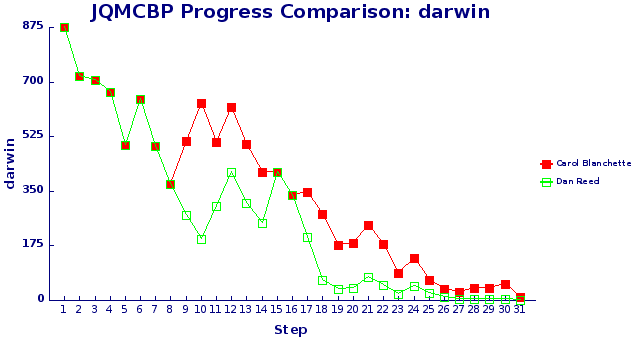 JQMCBP Progress Comparison: darwin
875
700
525
350
175
0
darwin
1 2 3 4 5 6 7 8 9 10 11 12 13 14 15 16 17 18 19 20 21 22 23 24 25 26 27 28 29 30 31
Step
Carol Blanchette
Dan Reed